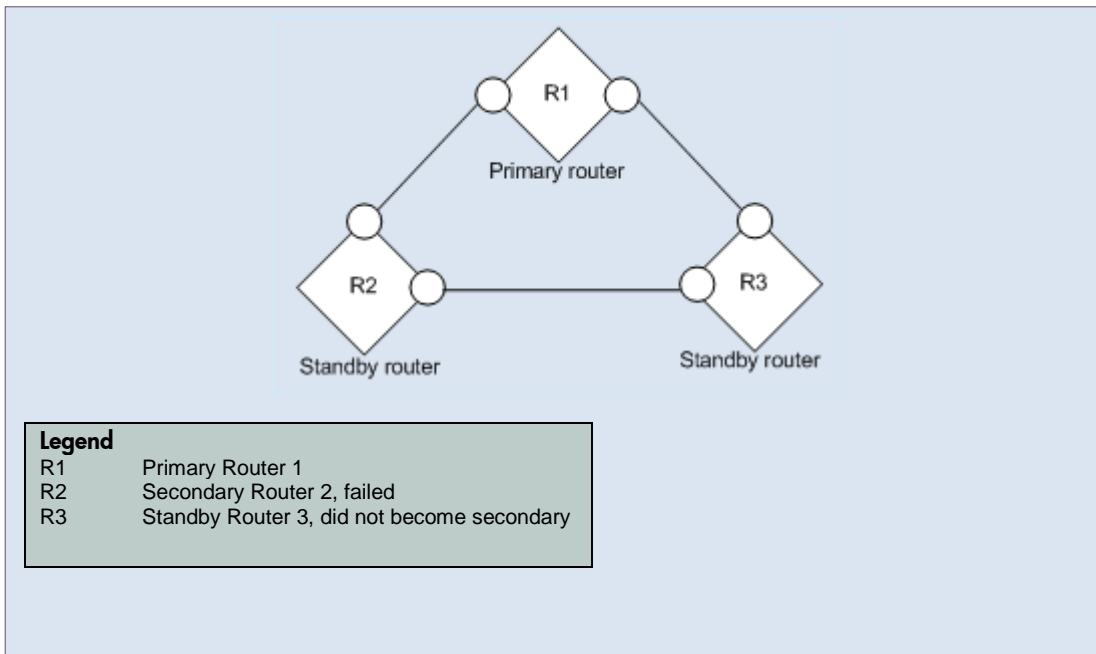 R1
Primary router
R2
R3
Standby router
Standby router
Legend
R1 Primary Router 1
R2 Secondary Router 2, failed
R3 Standby Router 3, did not become secondary